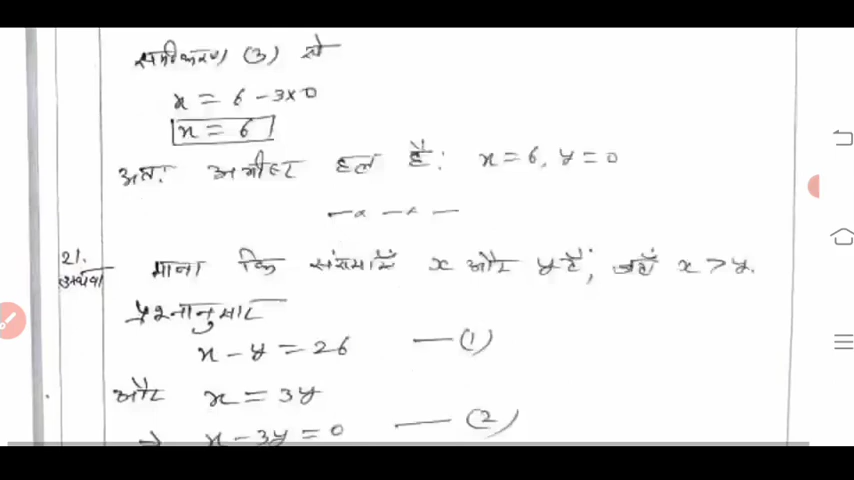 समीकरण (3) से
x = 6 - 3×0
x = 6
अतः अभीष्ट हल है: x = 6, y = 0
21. अथवा
माना कि संख्यायें x और y हैं, जहाँ x > y.
प्रश्नानुसार
x - y = 26 — (1)
और x = 3y
→ x - 3y = 0 — (2)